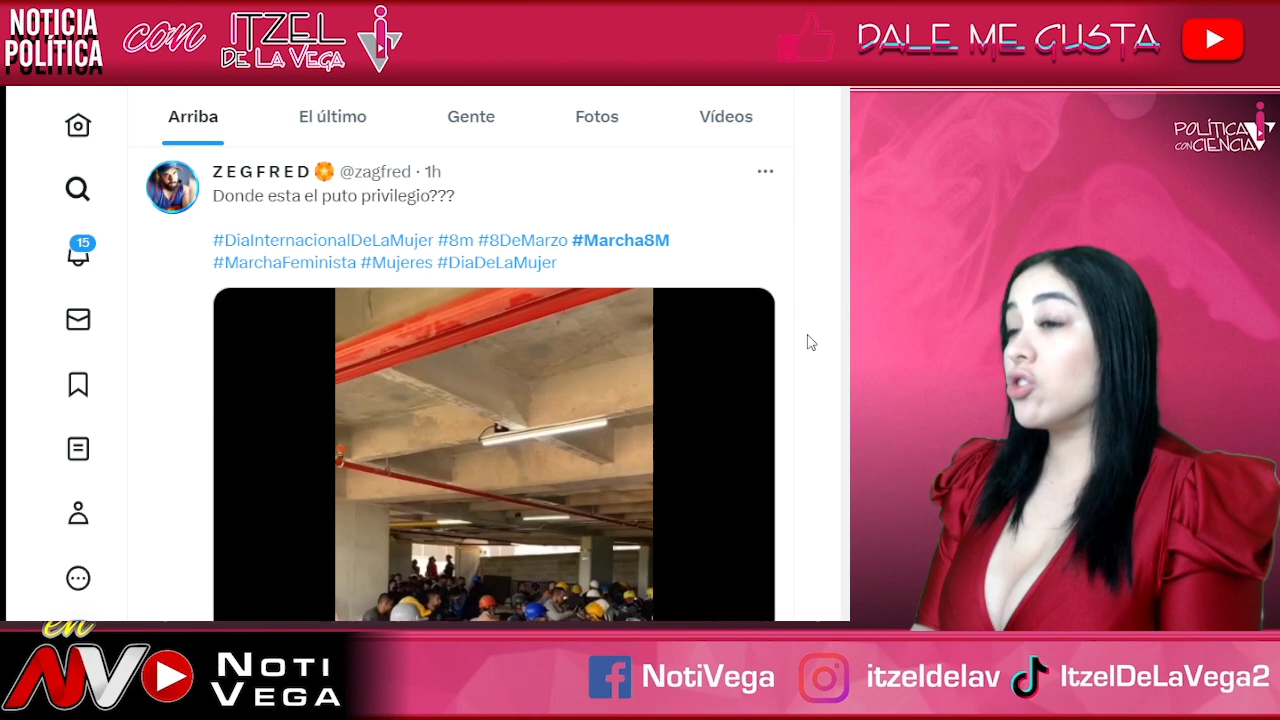 NOTICIA
POLÍTICA
con
ITZEL
DE LA VEGA
DALE ME GUSTA
Arriba
El último
Gente
Fotos
Vídeos
ZEGFRED @zagfred · 1h
Donde esta el puto privilegio???
#DiaInternacionalDeLaMujer #8m #8DeMarzo #Marcha8M
#MarchaFeminista #Mujeres #DiaDeLaMujer
15
POLÍTICA
CON CIENCIA
en
NV
NOTI
VEGA
NotiVega
itzeldelav
ItzelDeLaVega2